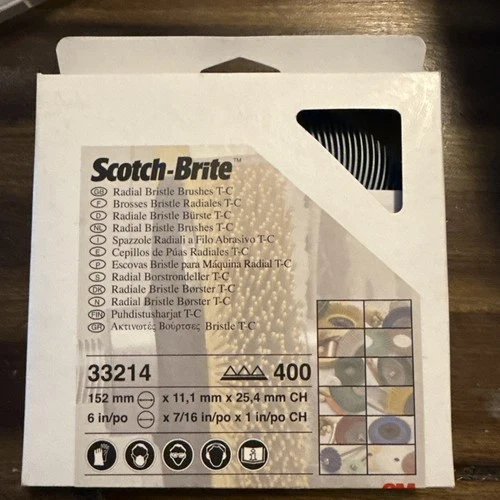 Scotch-Brite™
GB Radial Bristle Brushes T-C
F Brosses Bristle Radiales T-C
D Radiale Bristle Bürste T-C
NL Radial Bristle Brushes T-C
I Spazzole Radiali a Filo Abrasivo T-C
E Cepillos de Púas Radiales T-C
P Escovas Bristle para Máquina Radial T-C
S Radial Borstrondeller T-C
DK Radiale Bristle Børster T-C
N Radial Bristle Børster T-C
FIN Puhdistusharjat T-C
GR Ακτινωτές Βούρτσες Bristle T-C
33214 400
152 mm x 11,1 mm x 25,4 mm CH
6 in/po x 7/16 in/po x 1 in/po CH
3M